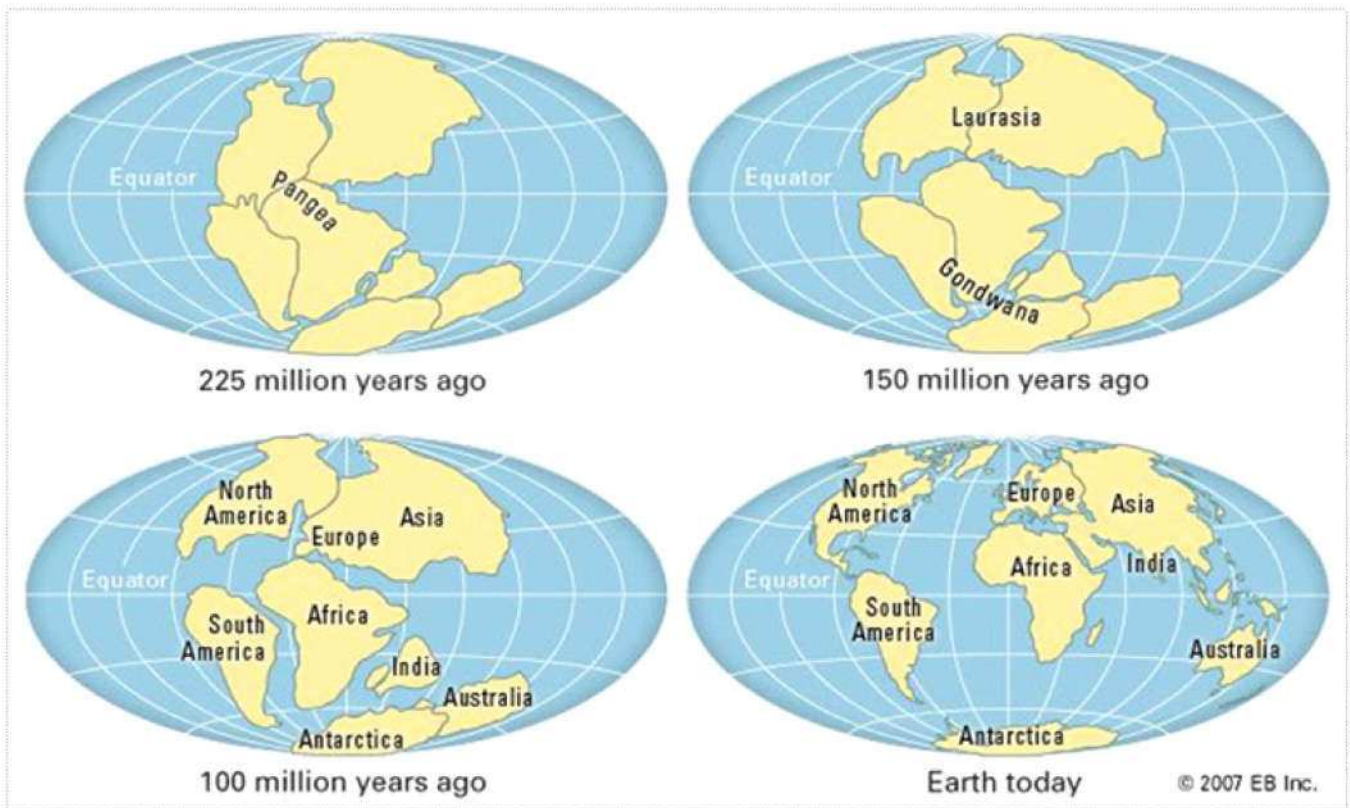 Equator
Pangea
225 million years ago
Laurasia
Equator
Gondwana
150 million years ago
North
America
Europe
Asia
Equator
South
America
Africa
India
Australia
Antarctica
100 million years ago
North
America
Europe
Asia
Equator
Africa
India
South
America
Australia
Antarctica
Earth today
© 2007 EB Inc.